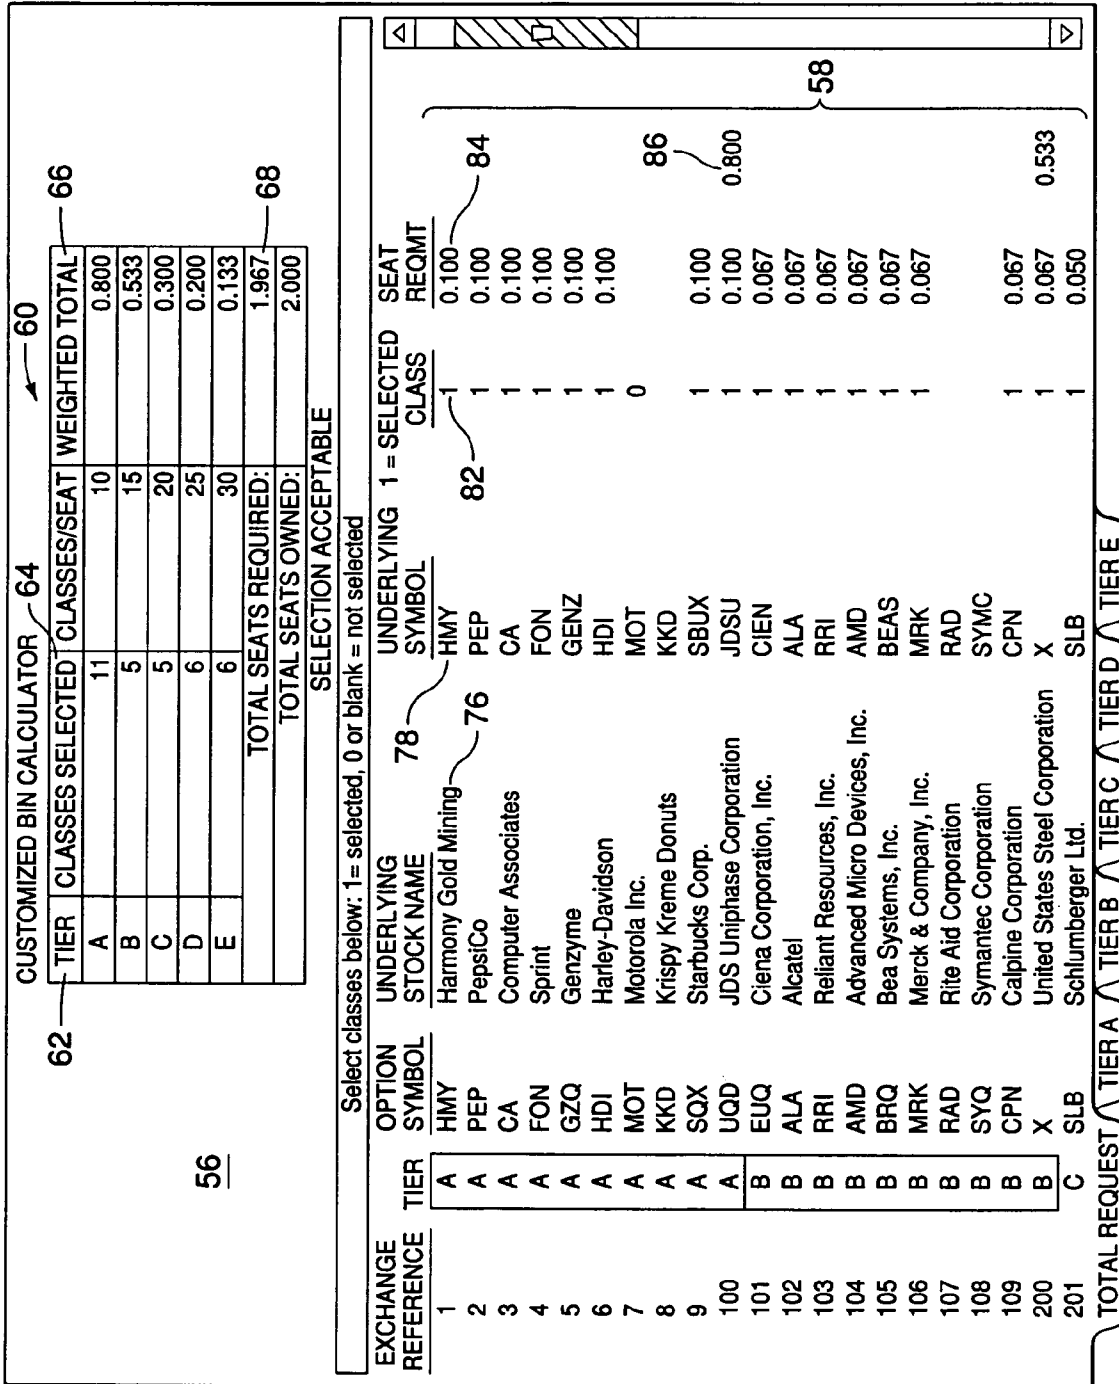 CUSTOMIZED BIN CALCULATOR
60
62
64
66
TIER CLASSES SELECTED CLASSES/SEAT WEIGHTED TOTAL
A 11 10 0.800
B 5 15 0.533
C 5 20 0.300
D 6 25 0.200
E 6 30 0.133
TOTAL SEATS REQUIRED: 1.967 68
TOTAL SEATS OWNED: 2.000
SELECTION ACCEPTABLE
56
Select classes below: 1= selected, 0 or blank = not selected
EXCHANGE REFERENCE TIER OPTION SYMBOL UNDERLYING STOCK NAME UNDERLYING SYMBOL 1 = SELECTED CLASS SEAT REQMT
78 76 82 84
1 A HMY Harmony Gold Mining HMY 1 0.100
2 A PEP PepsiCo PEP 1 0.100
3 A CA Computer Associates CA 1 0.100
4 A FON Sprint FON 1 0.100
5 A GZQ Genzyme GENZ 1 0.100
6 A HDI Harley-Davidson HDI 1 0.100
7 A MOT Motorola Inc. MOT 0
8 A KKD Krispy Kreme Donuts KKD
9 A SQX Starbucks Corp. SBUX 1 0.100
86
100 A UQD JDS Uniphase Corporation JDSU 1 0.100 0.800
101 B EUQ Ciena Corporation, Inc. CIEN 1 0.067
102 B ALA Alcatel ALA 1 0.067
103 B RRI Reliant Resources, Inc. RRI 1 0.067
58
104 B AMD Advanced Micro Devices, Inc. AMD 1 0.067
105 B BRQ Bea Systems, Inc. BEAS 1 0.067
106 B MRK Merck & Company, Inc. MRK 1 0.067
107 B RAD Rite Aid Corporation RAD
108 B SYQ Symantec Corporation SYMC
109 B CPN Calpine Corporation CPN 1 0.067
200 B X United States Steel Corporation X 1 0.067 0.533
201 C SLB Schlumberger Ltd. SLB 1 0.050
TOTAL REQUEST TIER A TIER B TIER C TIER D TIER E